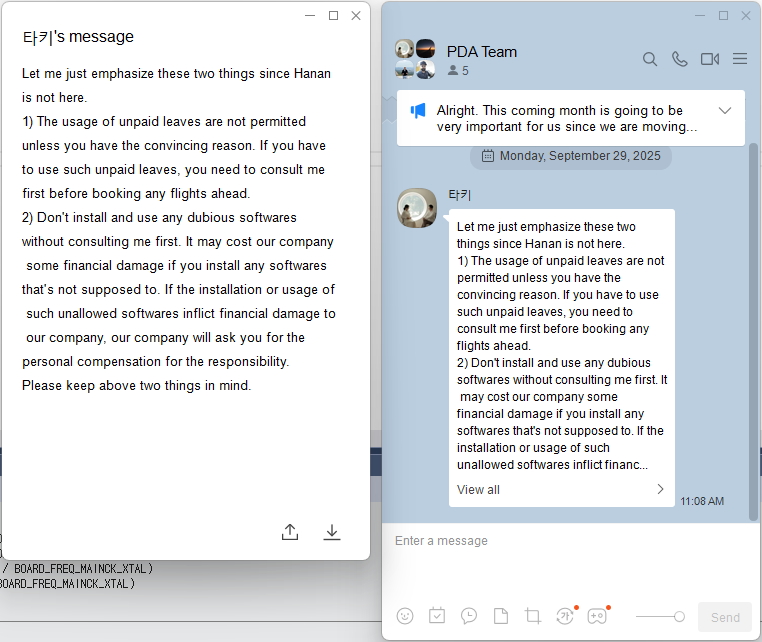 타키's message
Let me just emphasize these two things since Hanan
is not here.
1) The usage of unpaid leaves are not permitted
unless you have the convincing reason. If you have
to use such unpaid leaves, you need to consult me
first before booking any flights ahead.
2) Don't install and use any dubious softwares
without consulting me first. It may cost our company
some financial damage if you install any softwares
that's not supposed to. If the installation or usage of
such unallowed softwares inflict financial damage to
our company, our company will ask you for the
personal compensation for the responsibility.
Please keep above two things in mind.
/ BOARD_FREQ_MAINCK_XTAL)
BOARD_FREQ_MAINCK_XTAL)
PDA Team
5
Alright. This coming month is going to be
very important for us since we are moving...
Monday, September 29, 2025
타키
Let me just emphasize these two
things since Hanan is not here.
1) The usage of unpaid leaves are not
permitted unless you have the
convincing reason. If you have to use
such unpaid leaves, you need to
consult me first before booking any
flights ahead.
2) Don't install and use any dubious
softwares without consulting me first. It
may cost our company some
financial damage if you install any
softwares that's not supposed to. If the
installation or usage of such
unallowed softwares inflict financ...
View all
11:08 AM
Enter a message
가
Send